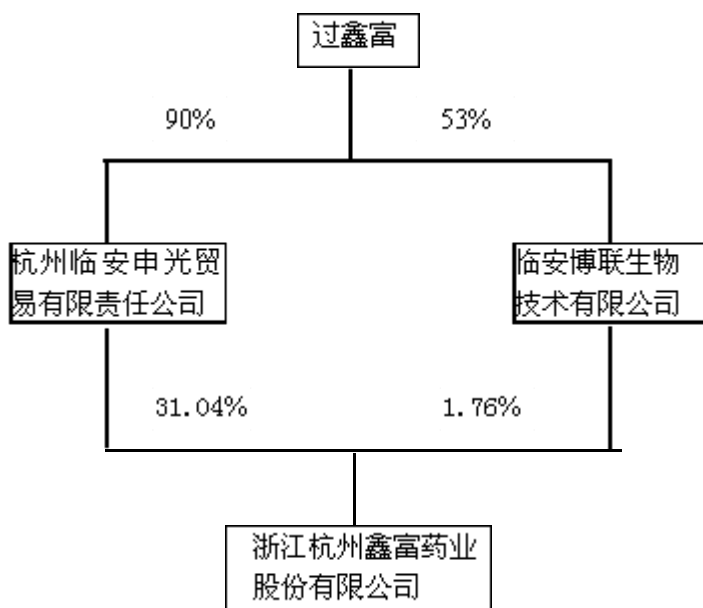 过鑫富
90%
53%
杭州临安申光贸
易有限责任公司
临安博联生物
技术有限公司
31.04%
1.76%
浙江杭州鑫富药业
股份有限公司